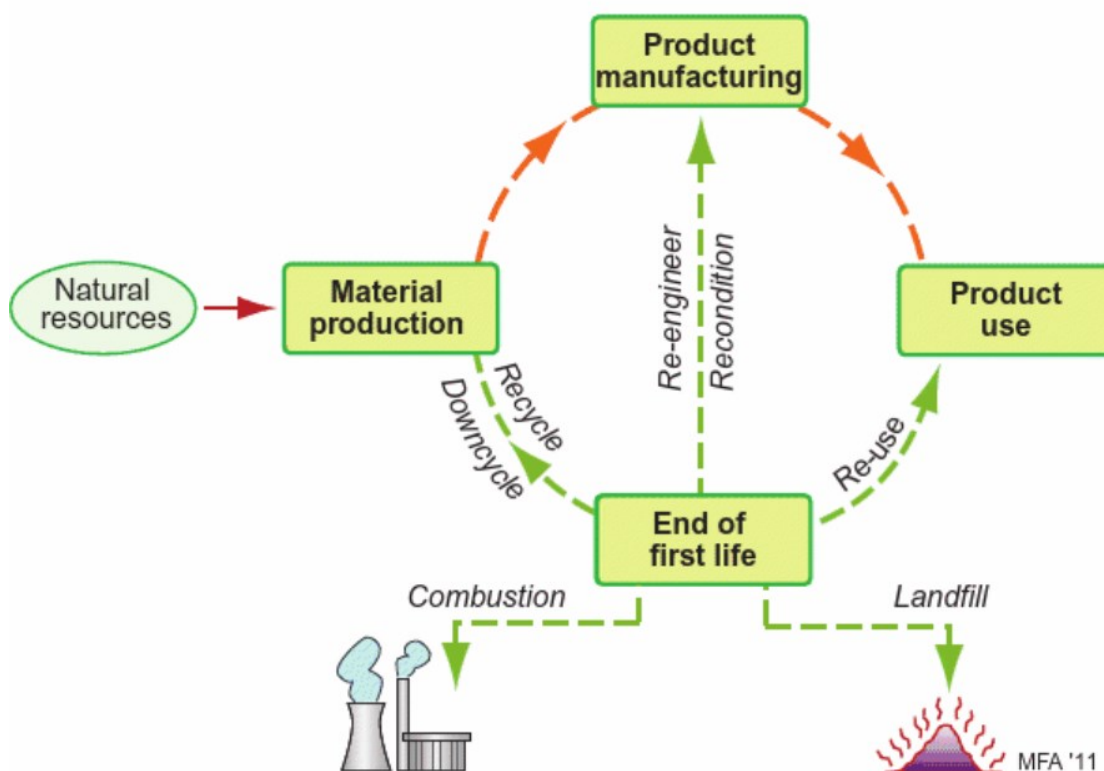 Product
manufacturing
Natural
resources
Material
production
Re-engineer
Recondition
Product
use
Recycle
Downcycle
Re-use
End of
first life
Combustion
Landfill
MFA '11